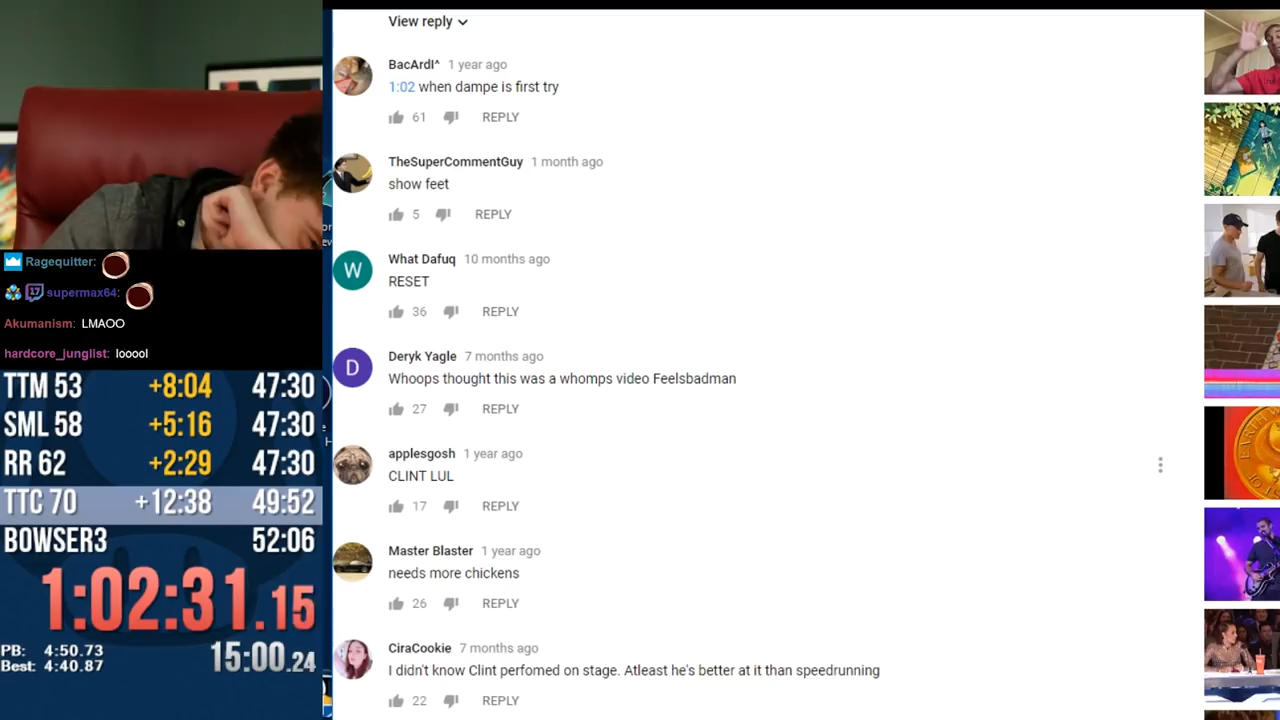 View reply
BacArdI^ 1 year ago
1:02 when dampe is first try
61 REPLY
TheSuperCommentGuy 1 month ago
show feet
5 REPLY
W
What Dafuq 10 months ago
RESET
36 REPLY
D
Deryk Yagle 7 months ago
Whoops thought this was a whomps video Feelsbadman
27 REPLY
applesgosh 1 year ago
CLINT LUL
17 REPLY
Master Blaster 1 year ago
needs more chickens
26 REPLY
CiraCookie 7 months ago
I didn't know Clint perfomed on stage. Atleast he's better at it than speedrunning
22 REPLY
Ragequitter:
17 supermax64:
Akumanism: LMAOO
hardcore_junglist: looool
TTM 53 +8:04 47:30
SML 58 +5:16 47:30
RR 62 +2:29 47:30
TTC 70 +12:38 49:52
BOWSER3 52:06
1:02:31.15
PB: 4:50.73
Best: 4:40.87
15:00.24